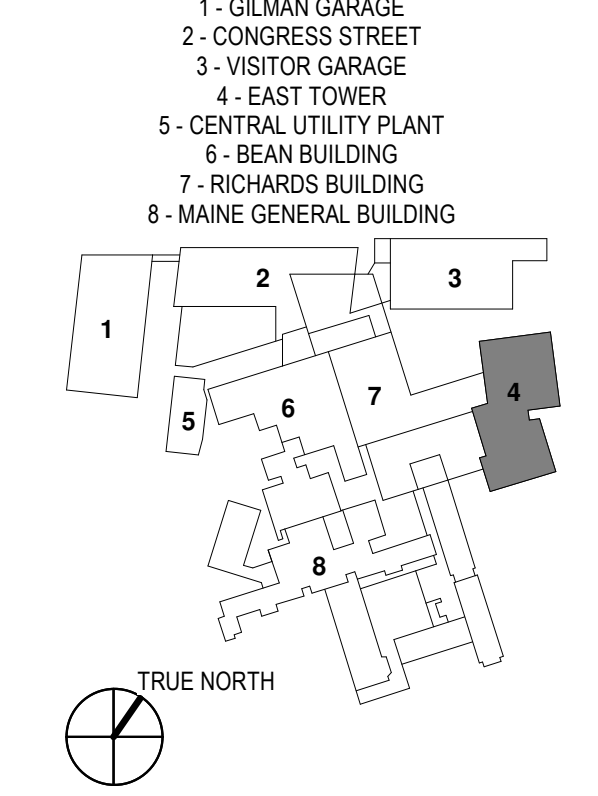 1 - GILMAN GARAGE
2 - CONGRESS STREET
3 - VISITOR GARAGE
4 - EAST TOWER
5 - CENTRAL UTILITY PLANT
6 - BEAN BUILDING
7 - RICHARDS BUILDING
8 - MAINE GENERAL BUILDING
2
3
1
4
7
6
5
8
TRUE NORTH